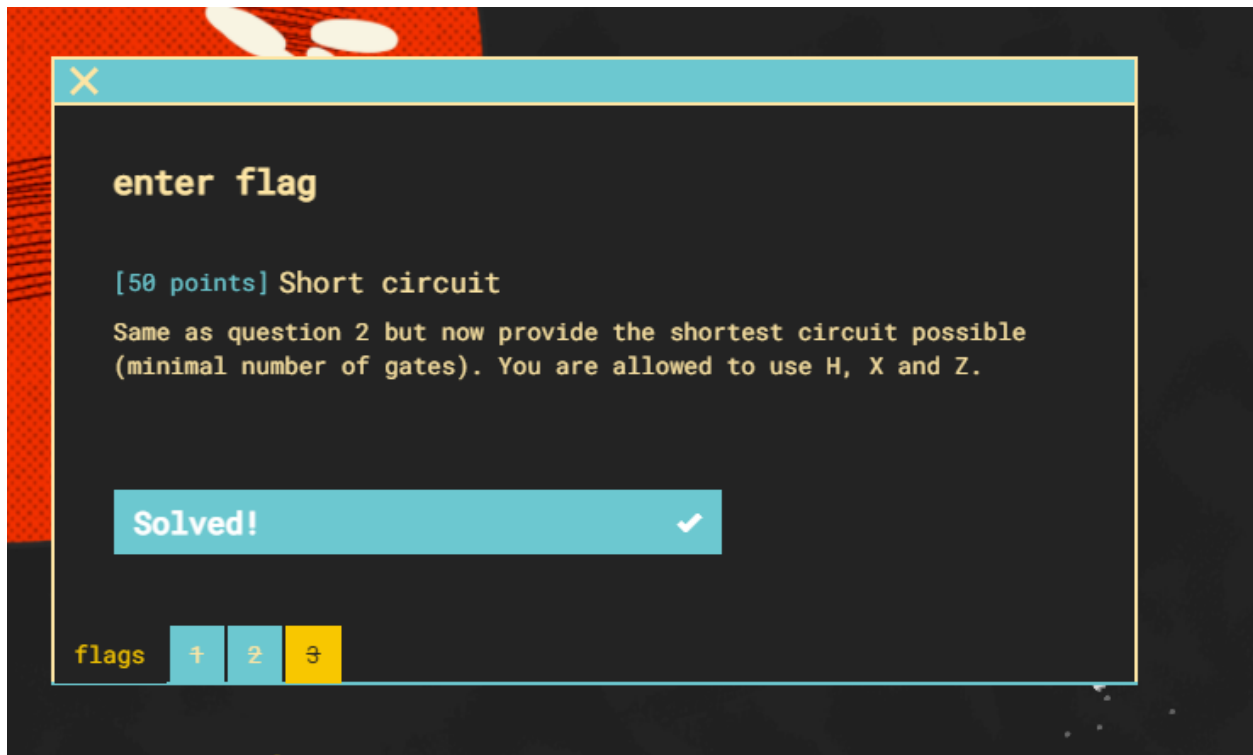 enter flag
[50 points] Short circuit
Same as question 2 but now provide the shortest circuit possible
(minimal number of gates). You are allowed to use H, X and Z.
Solved!
flags 1 2 3